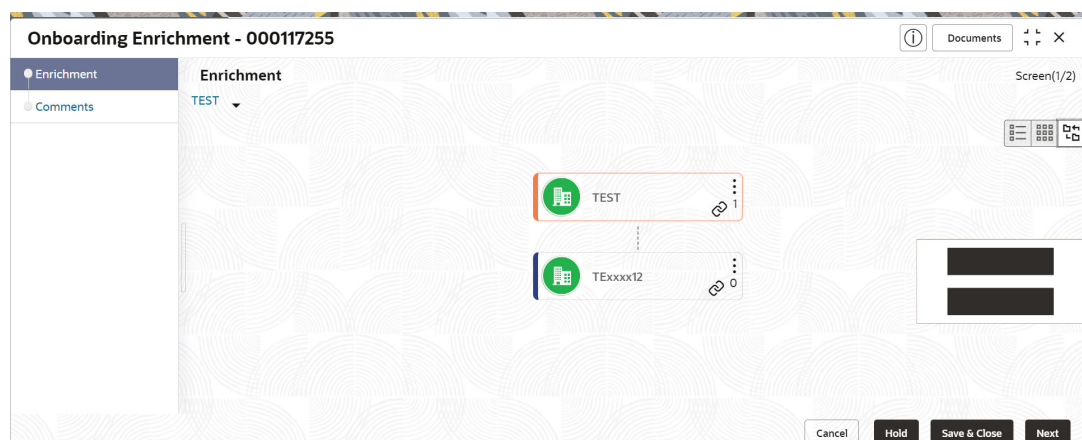 Onboarding Enrichment - 000117255
Documents
Enrichment
Comments
Enrichment
Screen(1/2)
TEST
TEST
1
TExxxx12
0
Cancel
Hold
Save & Close
Next